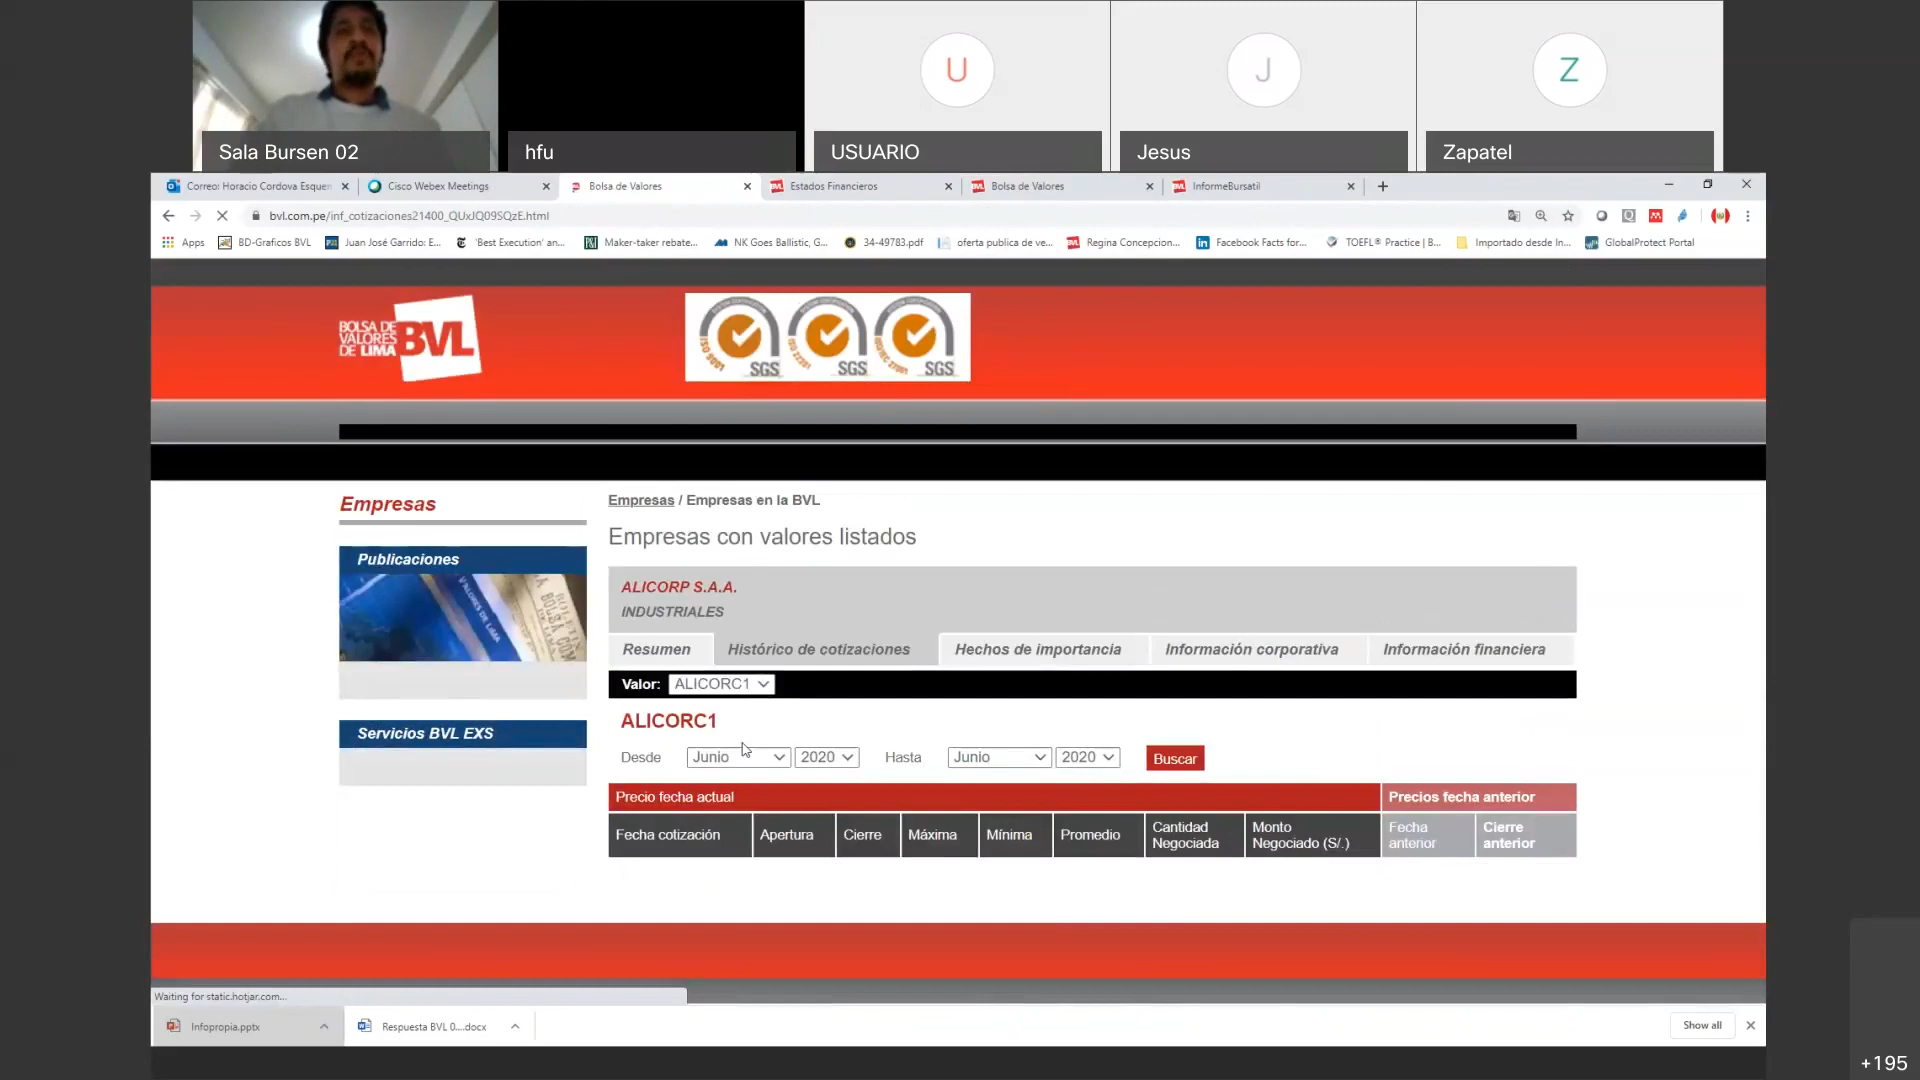 U
J
Z
Sala Bursen 02
hfu
USUARIO
Jesus
Zapatel
Correo: Horacio Cordova Esquen
Cisco Webex Meetings
Bolsa de Valores
Estados Financieros
Bolsa de Valores
InformeBursatil
bvl.com.pe/inf_cotizaciones21400_QUxJQ09SQzE.html
Apps
BD-Graficos BVL
Juan José Garrido: E...
'Best Execution' an...
Maker-taker rebate...
NK Goes Ballistic, G...
34-49783.pdf
oferta publica de ve...
Regina Concepcion...
Facebook Facts for...
TOEFL® Practice | B...
Importado desde In...
GlobalProtect Portal
BOLSA DE
VALORES
DE LIMA
BVL
ISO 9001
SGS
SGS
SGS
Empresas
Publicaciones
VALORES DE LIMA
Servicios BVL EXS
Empresas / Empresas en la BVL
Empresas con valores listados
ALICORP S.A.A.
INDUSTRIALES
Resumen
Histórico de cotizaciones
Hechos de importancia
Información corporativa
Información financiera
Valor: ALICORC1
ALICORC1
Desde Junio 2020 Hasta Junio 2020 Buscar
Precio fecha actual
Precios fecha anterior
Fecha cotización
Apertura
Cierre
Máxima
Mínima
Promedio
Cantidad
Negociada
Monto
Negociado (S/.)
Fecha
anterior
Cierre
anterior
Waiting for static.hotjar.com...
Infopropia.pptx
Respuesta BVL 0....docx
Show all
+195